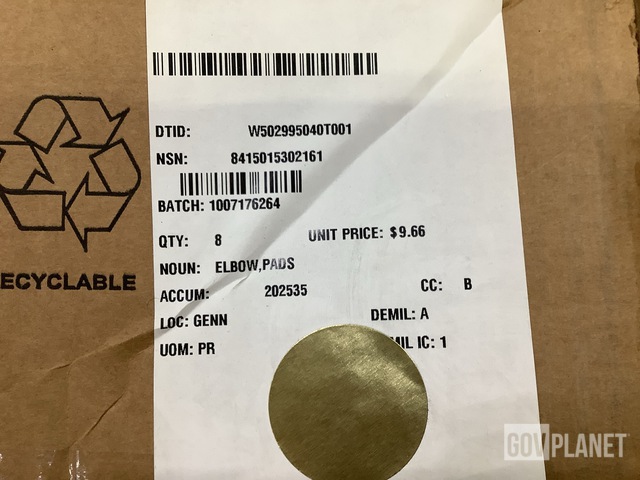 DTID: W502995040T001
NSN: 8415015302161
BATCH: 1007176264
QTY: 8 UNIT PRICE: $9.66
NOUN: ELBOW,PADS
ACCUM: 202535 CC: B
LOC: GENN DEMIL: A
UOM: PR MIL IC: 1
ECYCLABLE
GOVPLANET